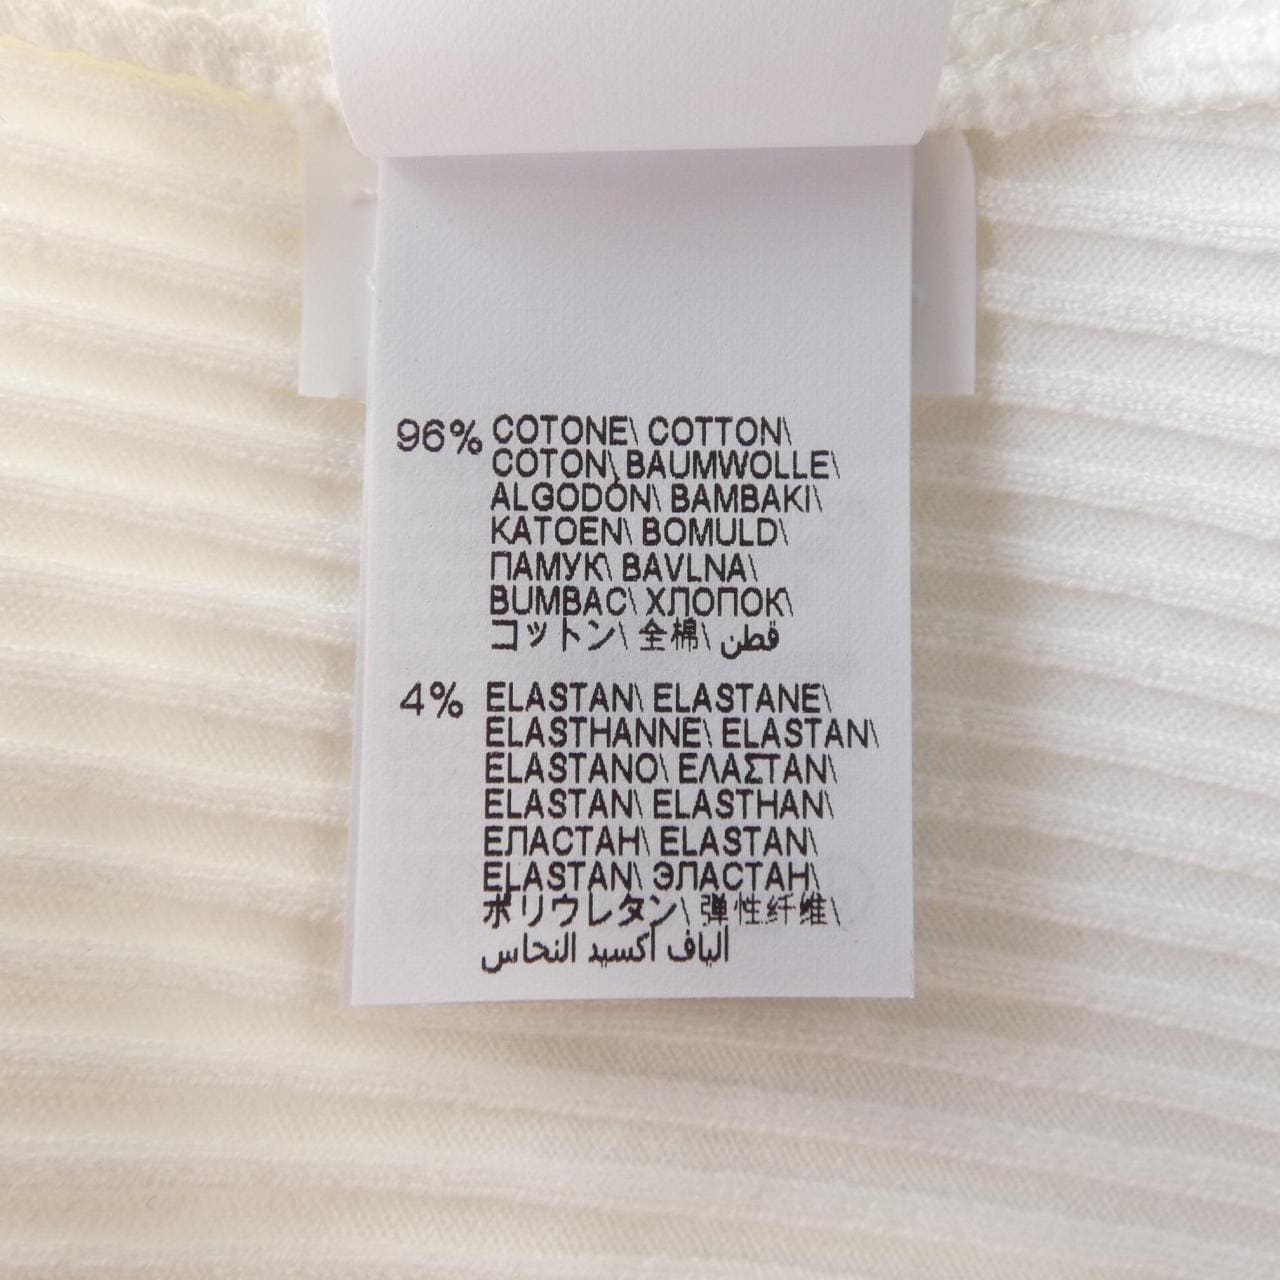 96% COTONE\ COTTON\
COTON\ BAUMWOLLE\
ALGODÓN\ BAMBAKI\
KATOEN\ BOMULD\
ПАМУК\ BAVLNA\
BUMBAC\ ХЛОПОК\
コットン\ 全棉\ قطن
4% ELASTAN\ ELASTANE\
ELASTHANNE\ ELASTAN\
ELASTANO\ ΕΛΑΣΤΑΝ\
ELASTAN\ ELASTHAN\
ЕЛАСТАН\ ELASTAN\
ELASTAN\ ЭЛАСТАН\
ポリウレタン\ 弹性纤维\
الياف أكسيد النحاس